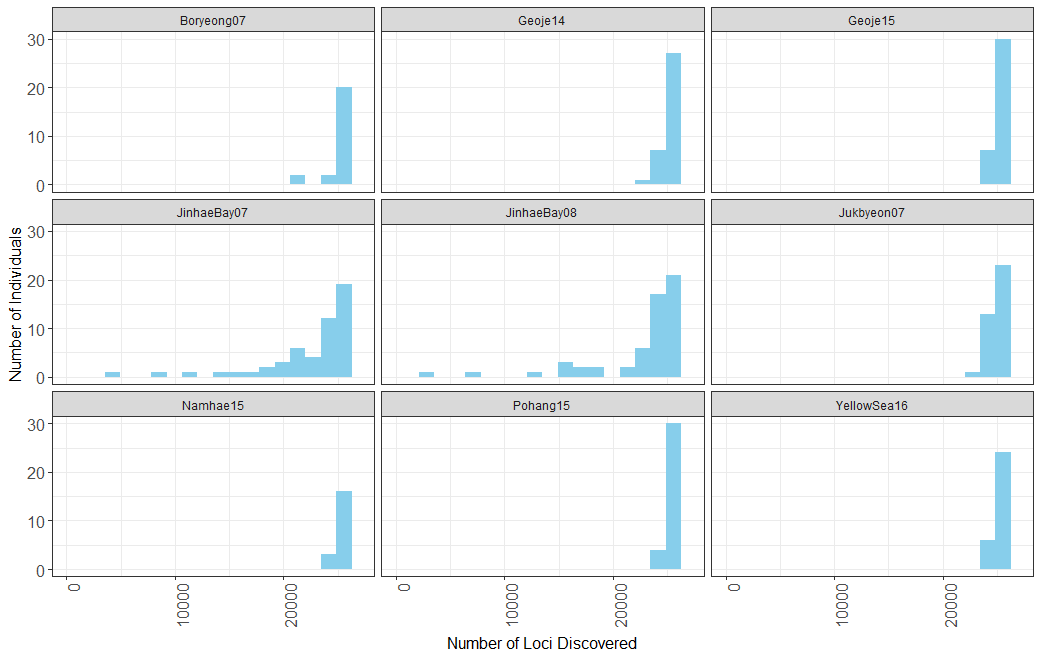 Boryeong07 Geoje14 Geoje15
30
20
10
0
JinhaeBay07 JinhaeBay08 Jukbyeon07
30
20
10
0
Number of Individuals
Namhae15 Pohang15 YellowSea16
30
20
10
0
0 10000 20000 0 10000 20000 0 10000 20000
Number of Loci Discovered